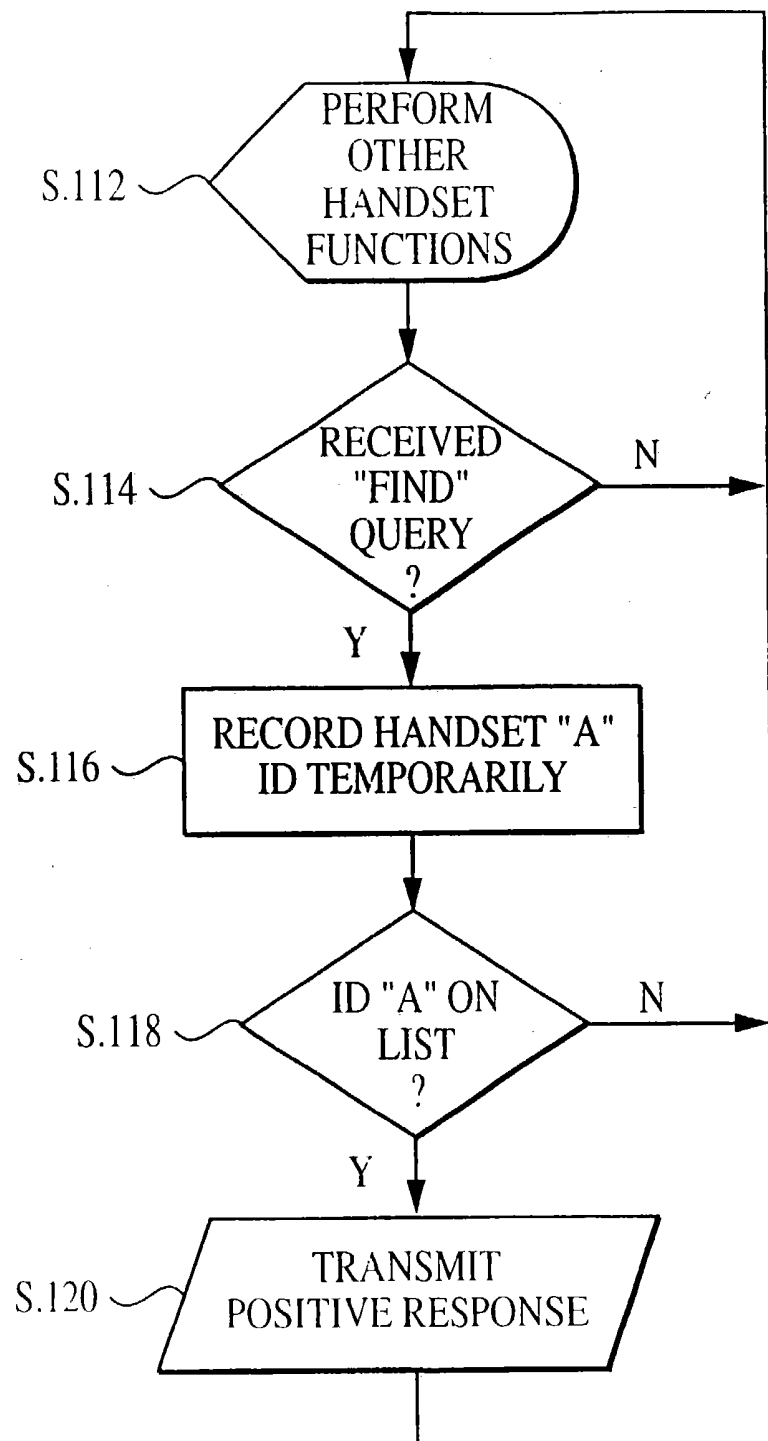 PERFORM
OTHER
HANDSET
FUNCTIONS
S.112
RECEIVED
"FIND"
QUERY
?
N
S.114
Y
RECORD HANDSET "A"
ID TEMPORARILY
S.116
ID "A" ON
LIST
?
N
S.118
Y
TRANSMIT
POSITIVE RESPONSE
S.120